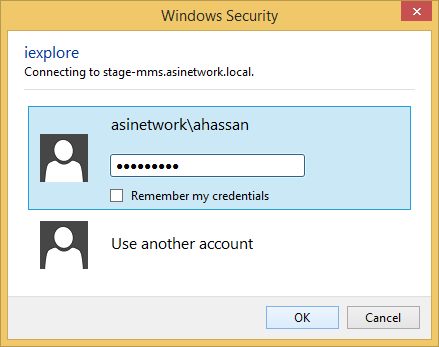 Windows Security
iexplore
Connecting to stage-mms.asinetwork.local.
asinetwork\ahassan
•••••••••
Remember my credentials
Use another account
OK
Cancel